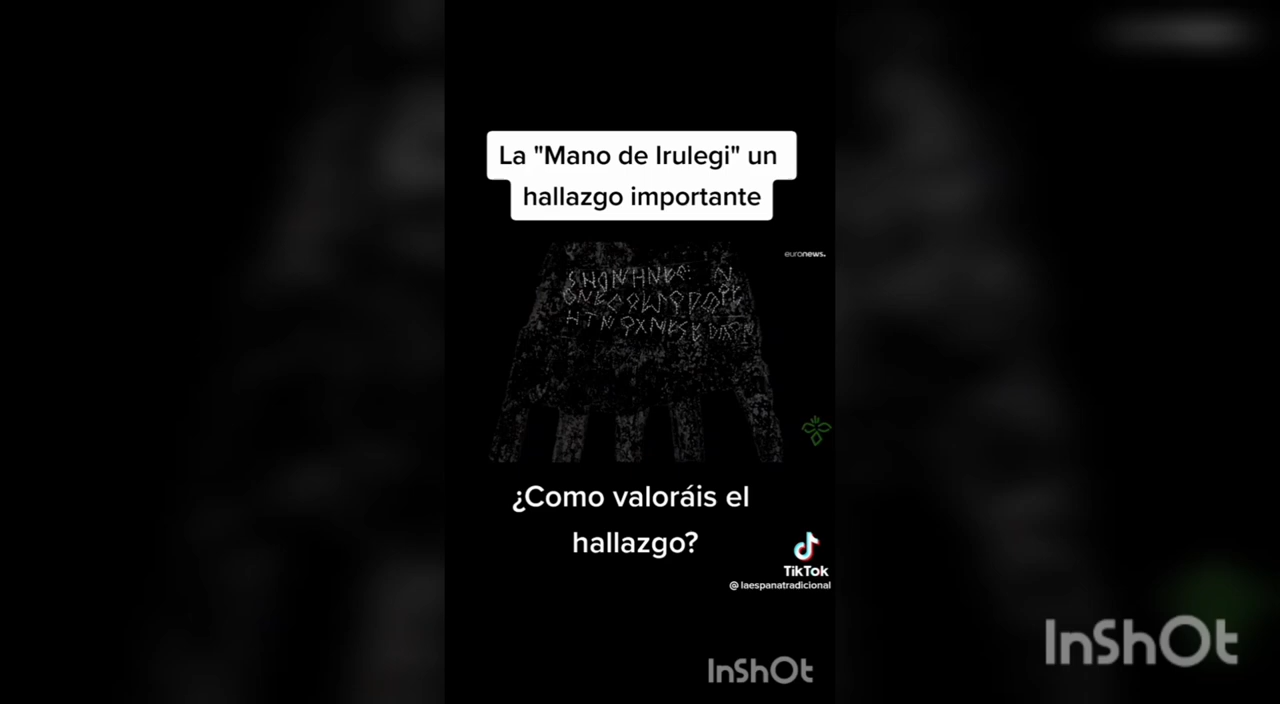 La "Mano de Irulegi" un
hallazgo importante
euronews.
¿Como valoráis el
hallazgo?
TikTok
@laespanatradicional
InShOt
InShOt